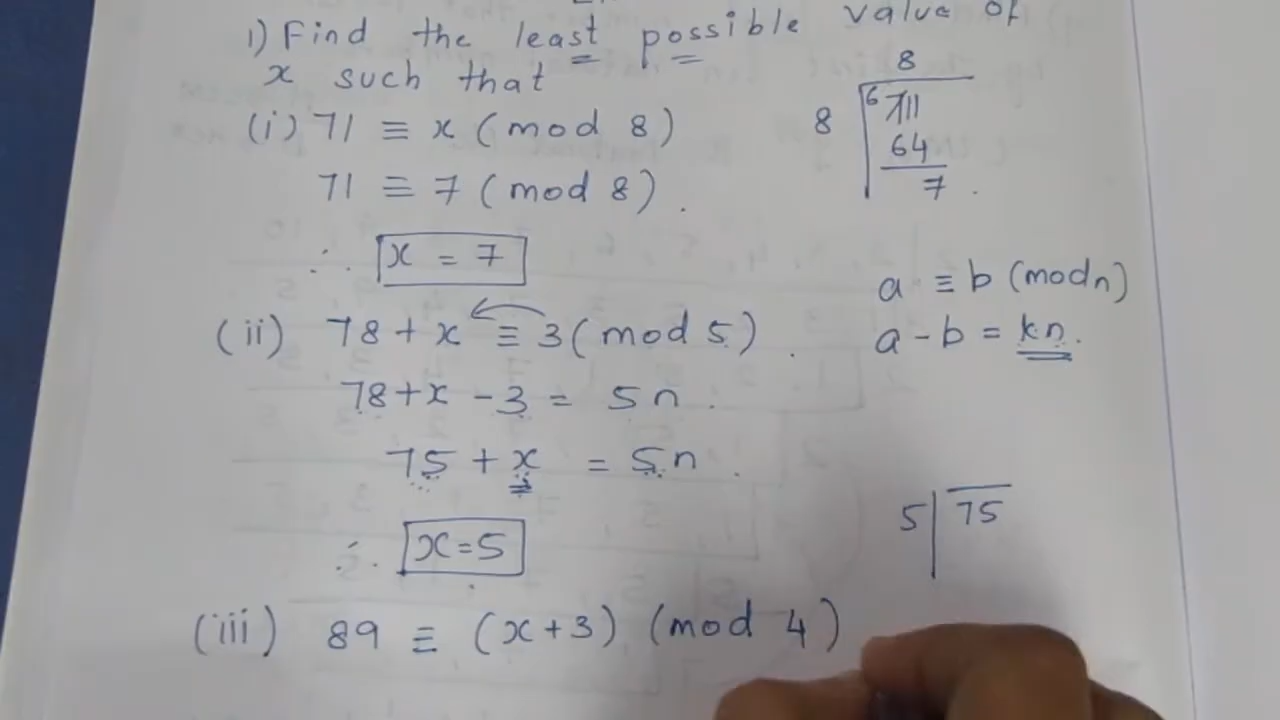 1) Find the least possible value of
x such that
(i) 71 ≡ x (mod 8)
71 ≡ 7 (mod 8).
∴ x = 7
(ii) 78 + x ≡ 3 (mod 5).
78 + x - 3 = 5n.
75 + x = 5n.
∴ x = 5
(iii) 89 ≡ (x + 3) (mod 4)
8
8 6 711
64
7.
a ≡ b (mod n)
a - b = kn.
5 75